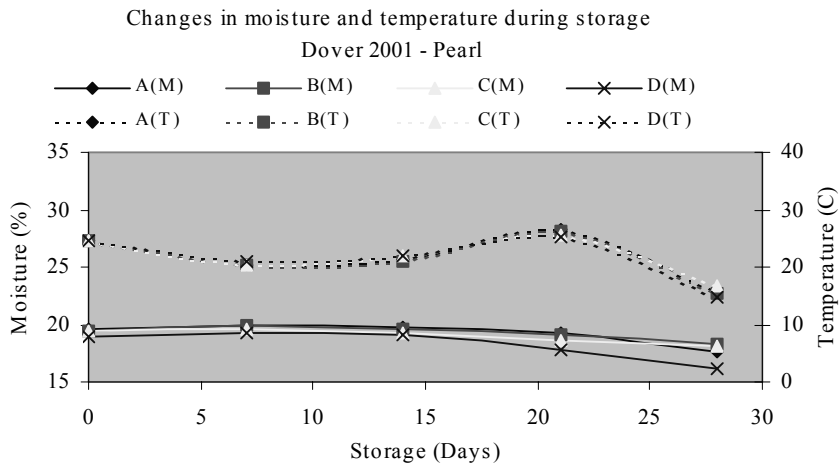 Changes in moisture and temperature during storage
Dover 2001 - Pearl
A(M) B(M) C(M) D(M)
A(T) B(T) C(T) D(T)
35 40
30 30
25 20
20 10
15 0
0 5 10 15 20 25 30
Moisture (%)
Temperature (C)
Storage (Days)